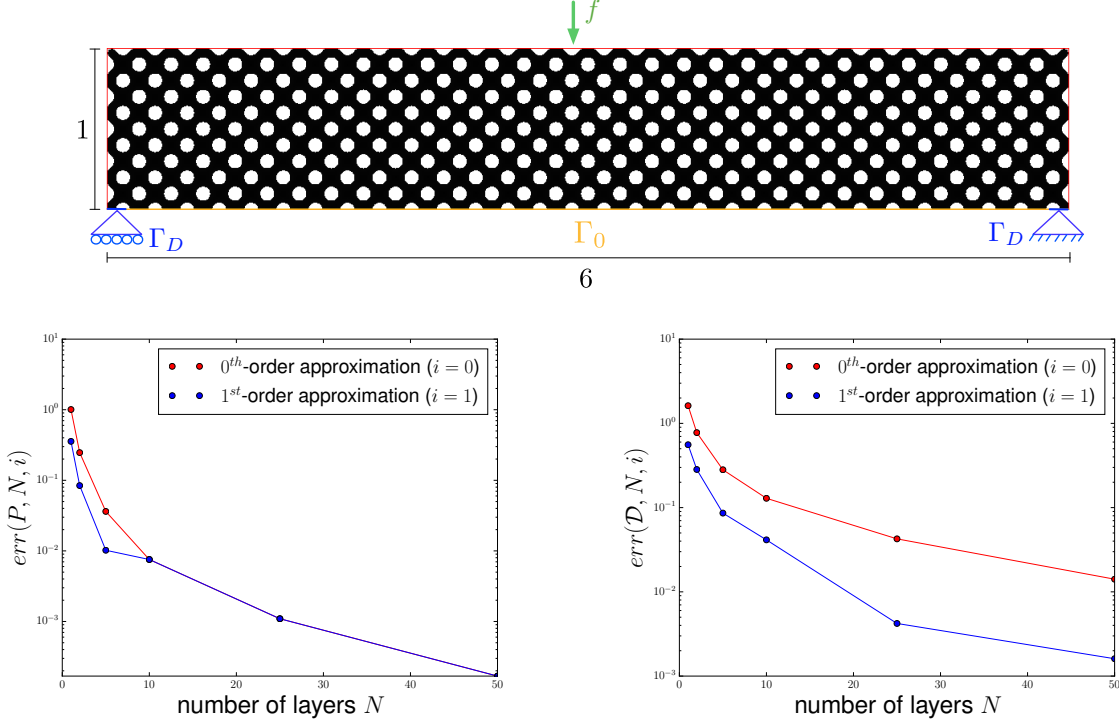 f
1
Γ_D
Γ_0
Γ_D
6
10^1
10^0
10^{-1}
10^{-2}
10^{-3}
0
10
20
30
40
50
err(P, N, i)
number of layers N
0^{th}-order approximation (i = 0)
1^{st}-order approximation (i = 1)
10^1
10^0
10^{-1}
10^{-2}
10^{-3}
0
10
20
30
40
50
err(𝒟, N, i)
number of layers N
0^{th}-order approximation (i = 0)
1^{st}-order approximation (i = 1)